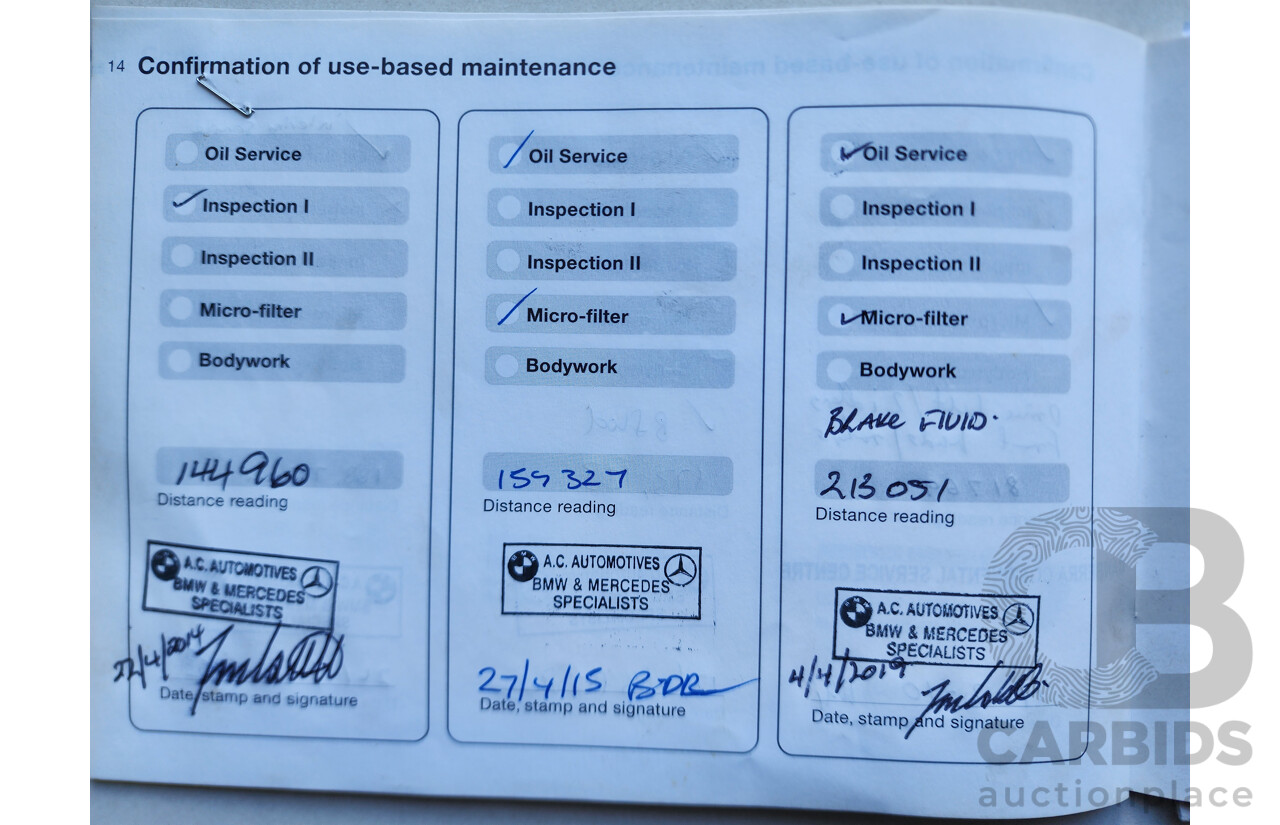 14 Confirmation of use-based maintenance
Oil Service
Inspection I
Inspection II
Micro-filter
Bodywork
144960
Distance reading
A.C. AUTOMOTIVES
BMW & MERCEDES
SPECIALISTS
22/4/2014
Date, stamp and signature
Oil Service
Inspection I
Inspection II
Micro-filter
Bodywork
159327
Distance reading
A.C. AUTOMOTIVES
BMW & MERCEDES
SPECIALISTS
27/4/15
Date, stamp and signature
Oil Service
Inspection I
Inspection II
Micro-filter
Bodywork
BRAKE FLUID.
213051
Distance reading
A.C. AUTOMOTIVES
BMW & MERCEDES
SPECIALISTS
4/4/2019
Date, stamp and signature
CARBIDS
auctionplace